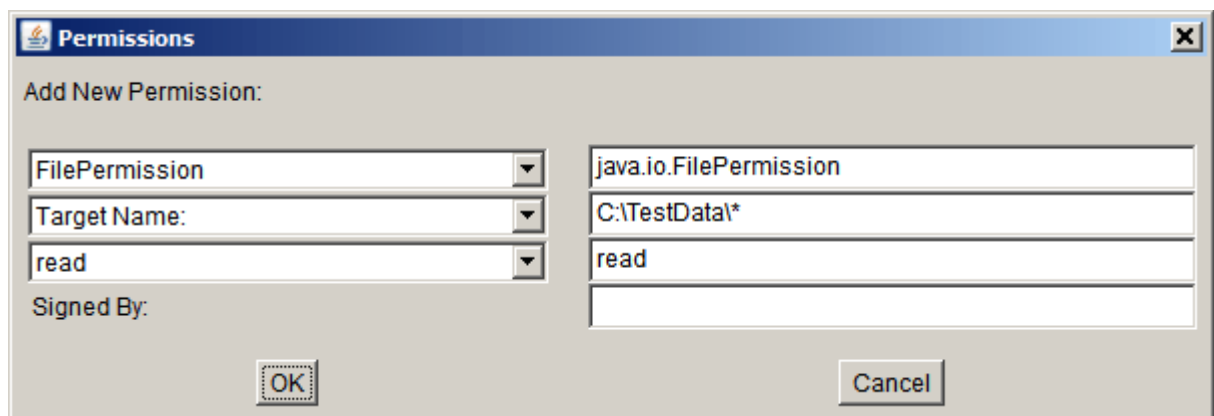 Permissions
Add New Permission:
FilePermission java.io.FilePermission
Target Name: C:\TestData\*
read read
Signed By:
OK Cancel